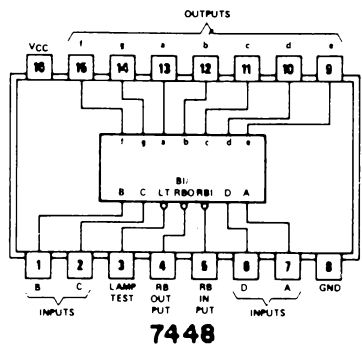 OUTPUTS
VCC f g a b c d e
16 15 14 13 12 11 10 9
f g a b c d e
BI/
B C LT RBO RBI D A
1 2 3 4 5 6 7 8
B C LAMP TEST RB OUT PUT RB IN PUT D A GND
INPUTS INPUTS
7448